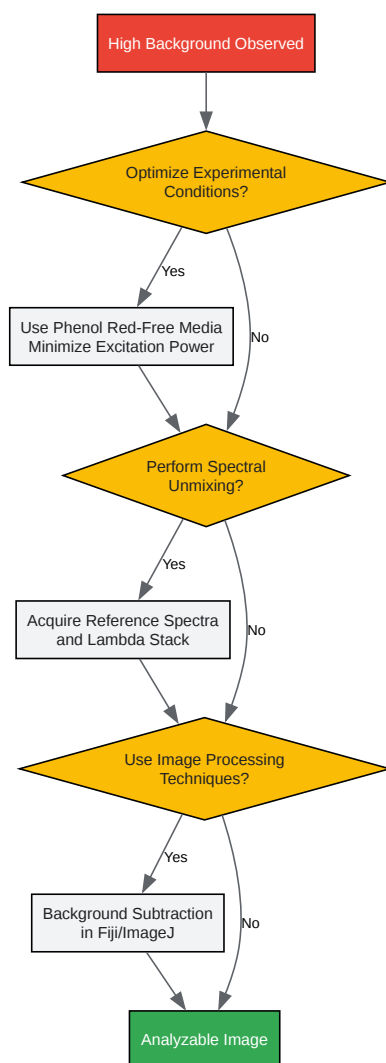 High Background Observed
Optimize Experimental
Conditions?
Yes
Use Phenol Red-Free Media
Minimize Excitation Power
No
Perform Spectral
Unmixing?
Yes
Acquire Reference Spectra
and Lambda Stack
No
Use Image Processing
Techniques?
Yes
Background Subtraction
in Fiji/ImageJ
No
Analyzable Image